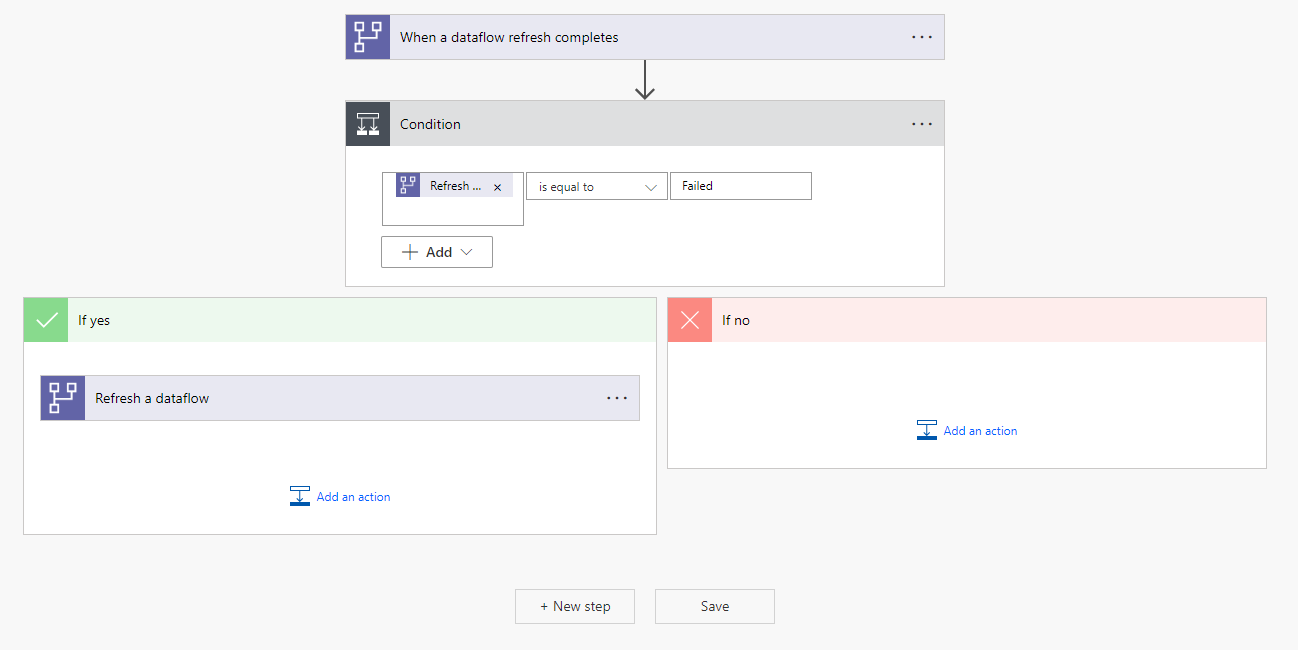 When a dataflow refresh completes
Condition
Refresh ... is equal to Failed
Add
If yes
If no
Refresh a dataflow
Add an action
Add an action
+ New step
Save